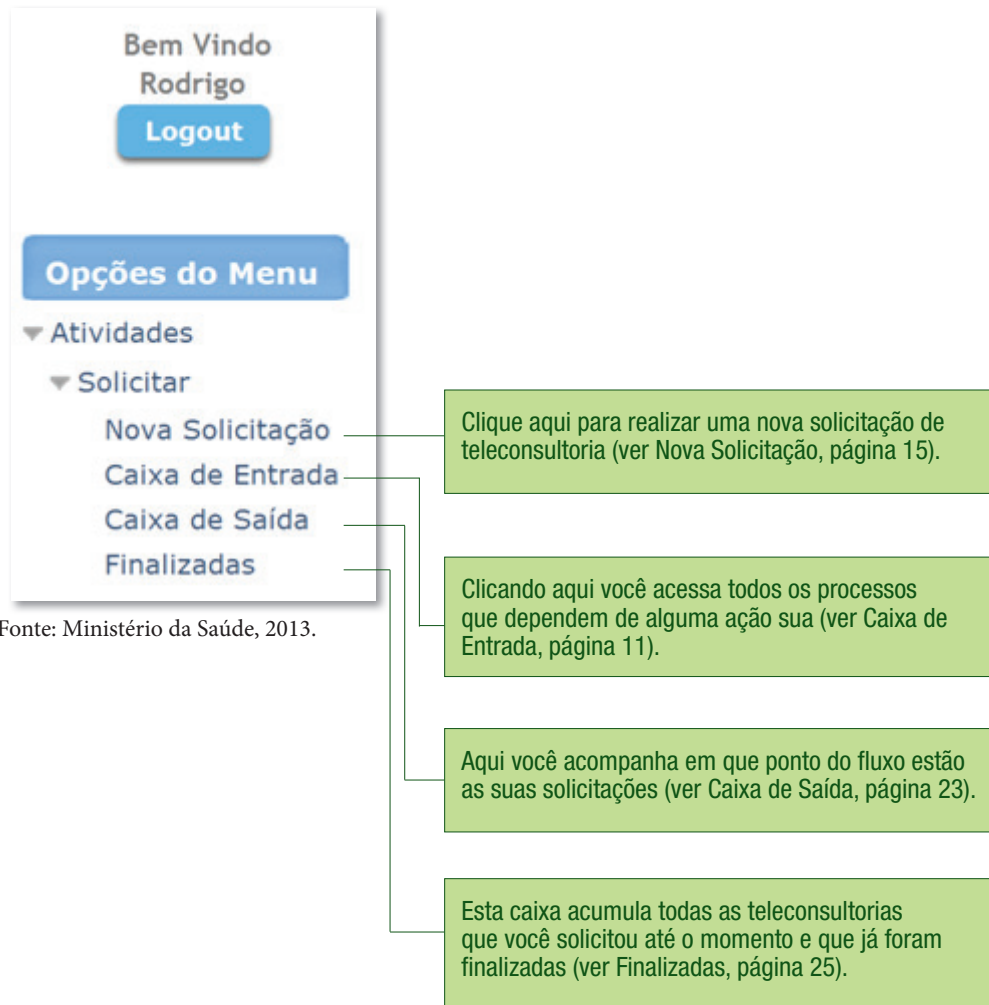 Bem Vindo
Rodrigo
Logout
Opções do Menu
Atividades
Solicitar
Nova Solicitação
Caixa de Entrada
Caixa de Saída
Finalizadas
Fonte: Ministério da Saúde, 2013.
Clique aqui para realizar uma nova solicitação de
teleconsultoria (ver Nova Solicitação, página 15).
Clicando aqui você acessa todos os processos
que dependem de alguma ação sua (ver Caixa de
Entrada, página 11).
Aqui você acompanha em que ponto do fluxo estão
as suas solicitações (ver Caixa de Saída, página 23).
Esta caixa acumula todas as teleconsultorias
que você solicitou até o momento e que já foram
finalizadas (ver Finalizadas, página 25).